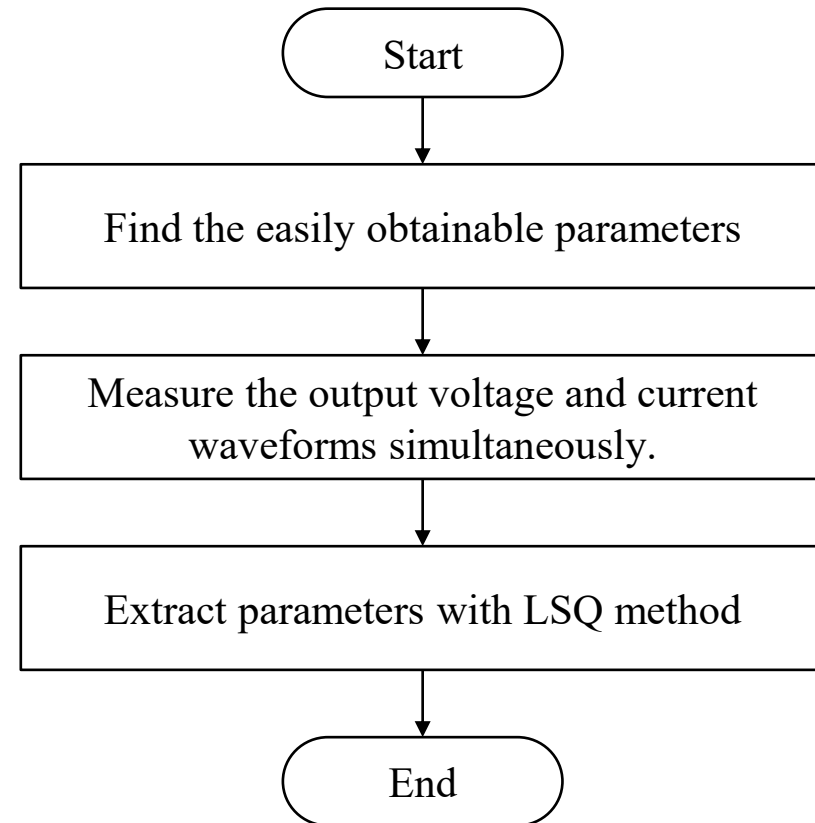 Start
Find the easily obtainable parameters
Measure the output voltage and current
waveforms simultaneously.
Extract parameters with LSQ method
End